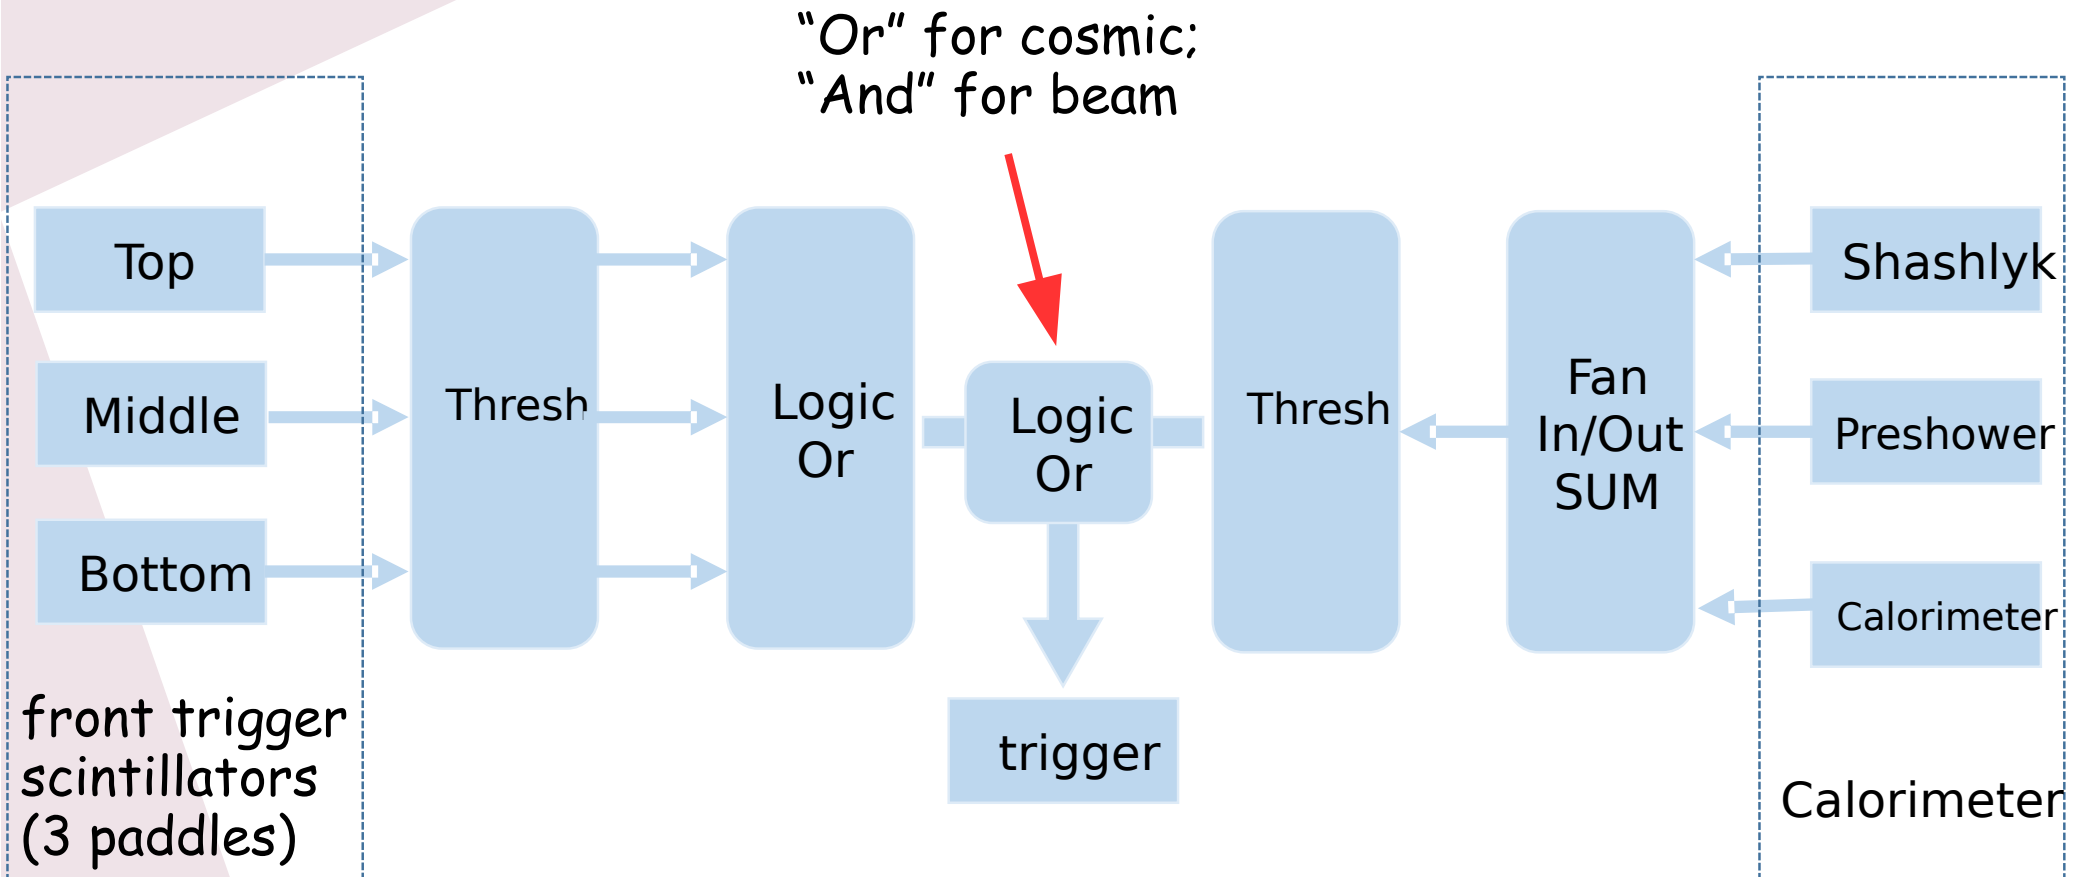 “Or” for cosmic;
“And” for beam
Top
Middle
Bottom
front trigger
scintillators
(3 paddles)
Thresh
Logic
Or
Logic
Or
trigger
Thresh
Fan
In/Out
SUM
Shashlyk
Preshower
Calorimeter
Calorimeter